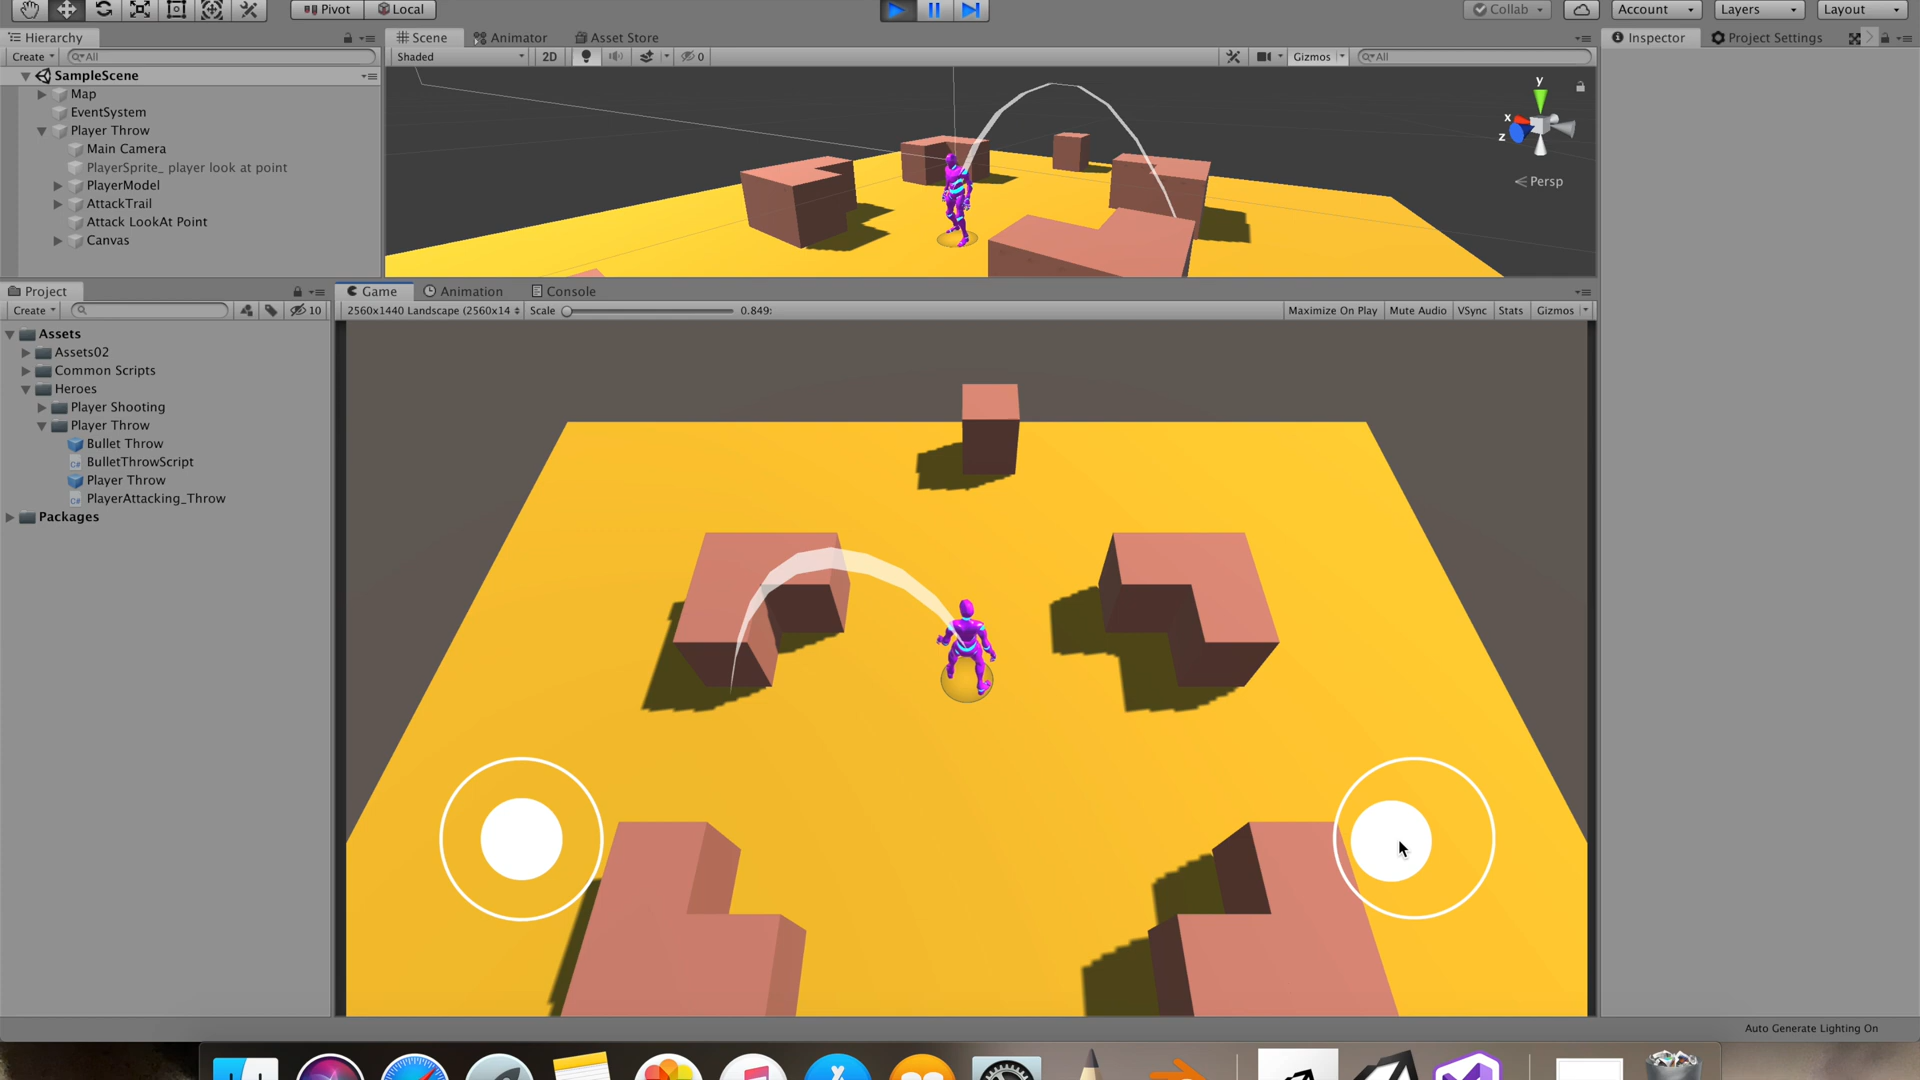 Pivot
Local
Collab
Account
Layers
Layout
Hierarchy
Scene
Animator
Asset Store
Inspector
Project Settings
Create
All
Shaded
2D
0
Gizmos
All
SampleScene
Map
EventSystem
Player Throw
Main Camera
PlayerSprite_ player look at point
PlayerModel
AttackTrail
Attack LookAt Point
Canvas
y
x
z
Persp
Project
Game
Animation
Console
Create
10
2560x1440 Landscape (2560x14
Scale
0.849:
Maximize On Play
Mute Audio
VSync
Stats
Gizmos
Assets
Assets02
Common Scripts
Heroes
Player Shooting
Player Throw
Bullet Throw
C# BulletThrowScript
Player Throw
C# PlayerAttacking_Throw
Packages
Auto Generate Lighting On